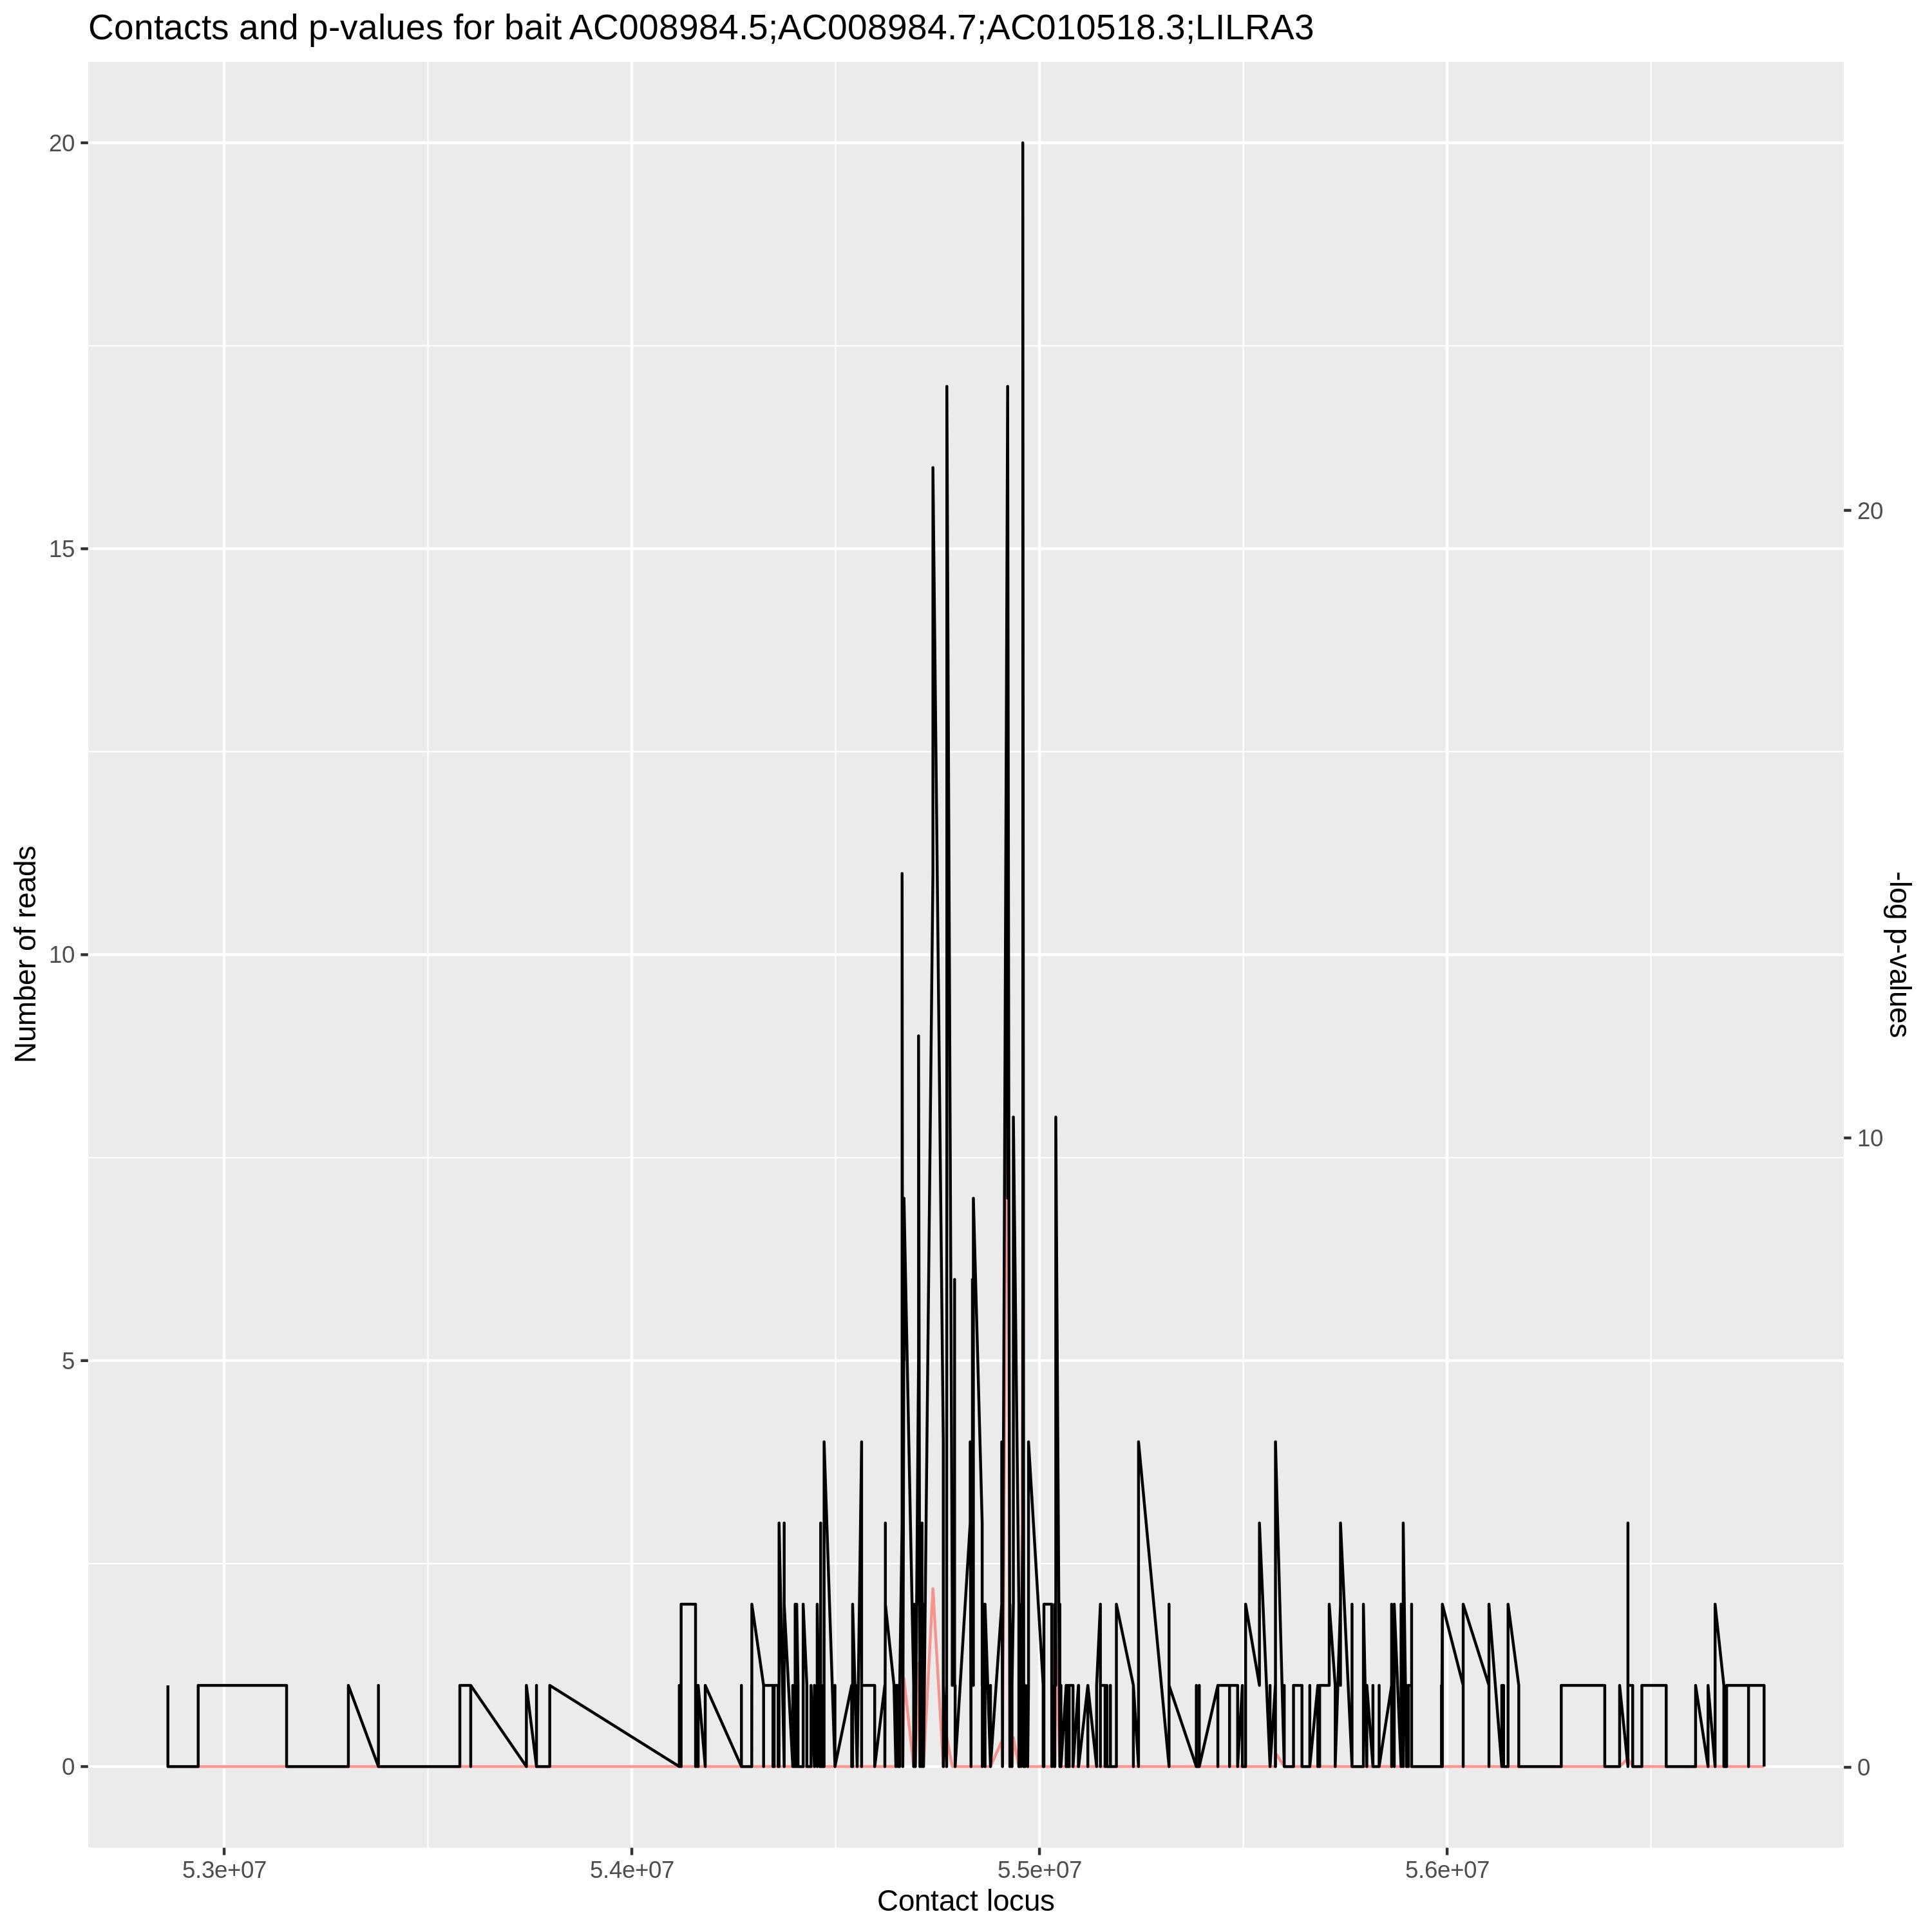 Contacts and p-values for bait AC008984.5;AC008984.7;AC010518.3;LILRA3
20
15
10
5
0
Number of reads
20
10
0
-log p-values
5.3e+07 5.4e+07 5.5e+07 5.6e+07
Contact locus